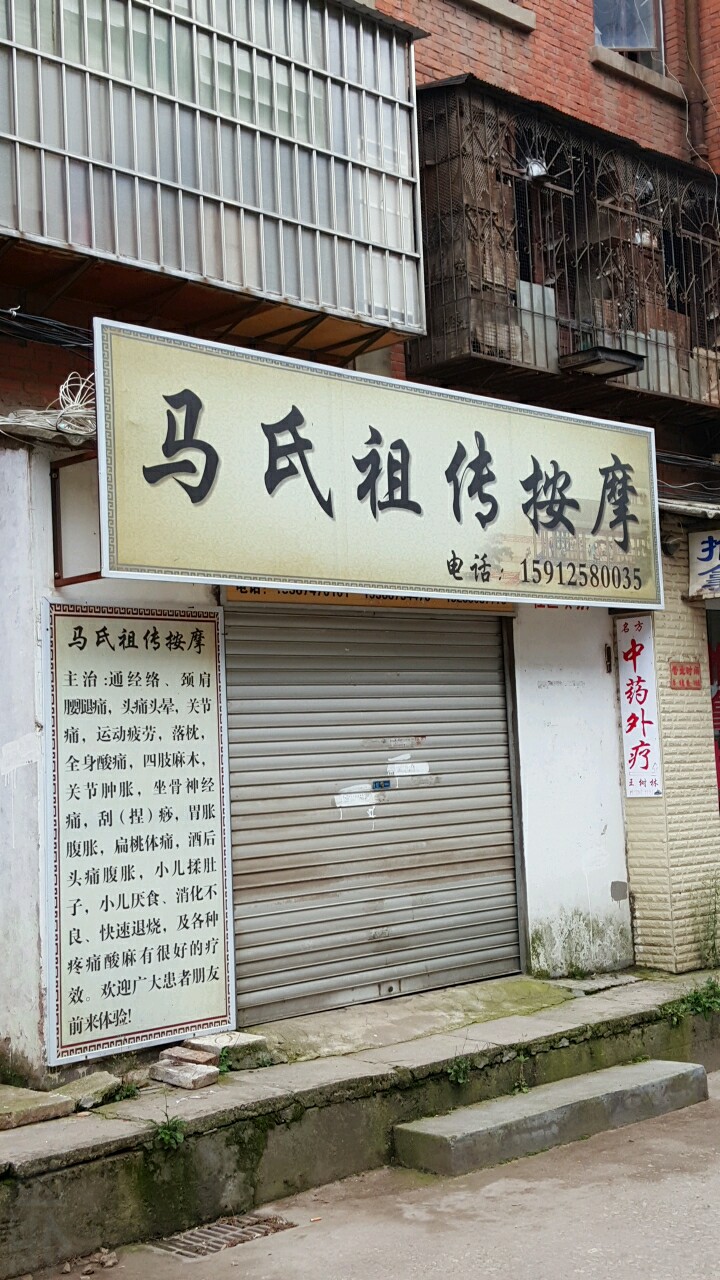 马氏祖传按摩
电话：15912580035
马氏祖传按摩
主治:通经络、颈肩
腰腿痛，头痛头晕，关节
痛，运动疲劳，落枕，
全身酸痛，四肢麻木，
关节肿胀，坐骨神经
痛，刮（捏）痧，胃胀
腹胀，扁桃体痛，酒后
头痛腹胀，小儿揉肚
子，小儿厌食、消化不
良、快速退烧，及各种
疼痛酸麻有很好的疗
效。欢迎广大患者朋友
前来体验!
名方
中药外疗
王树林